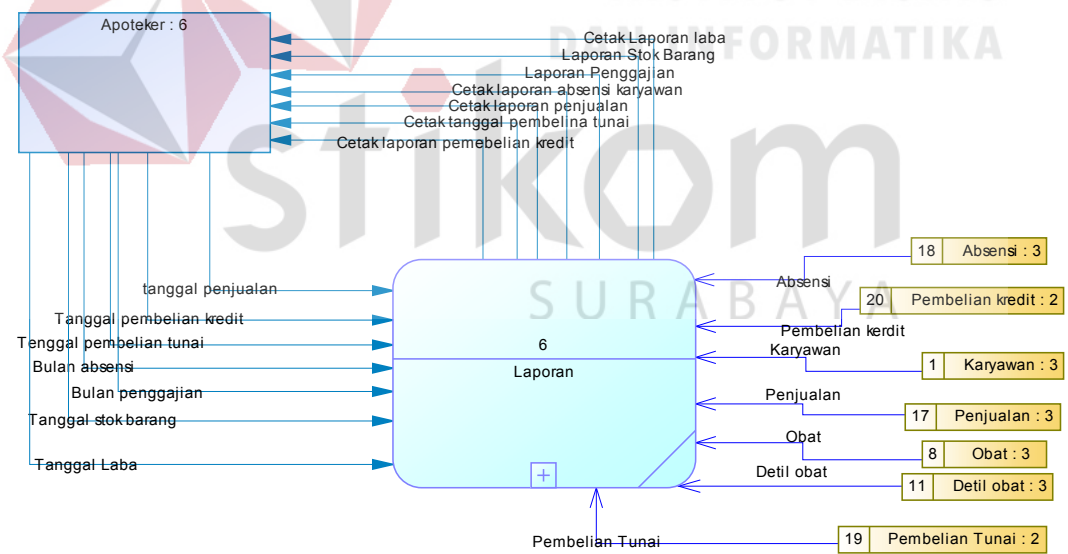 Apoteker : 6
DAN INFORMATIKA
Cetak Laporan laba
Laporan Stok Barang
Laporan Penggajian
Cetak laporan absensi karyawan
Cetak laporan penjualan
Cetak tanggal pembelina tunai
Cetak laporan pemebelian kredit
stikom
SURABAYA
tanggal penjualan
Tanggal pembelian kredit
Tenggal pembelian tunai
Bulan absensi
Bulan penggajian
Tanggal stok barang
Tanggal Laba
6
Laporan
+
Absensi
18 Absensi : 3
Pembelian kerdit
20 Pembelian kredit : 2
Karyawan
1 Karyawan : 3
Penjualan
17 Penjualan : 3
Obat
8 Obat : 3
Detil obat
11 Detil obat : 3
Pembelian Tunai
19 Pembelian Tunai : 2